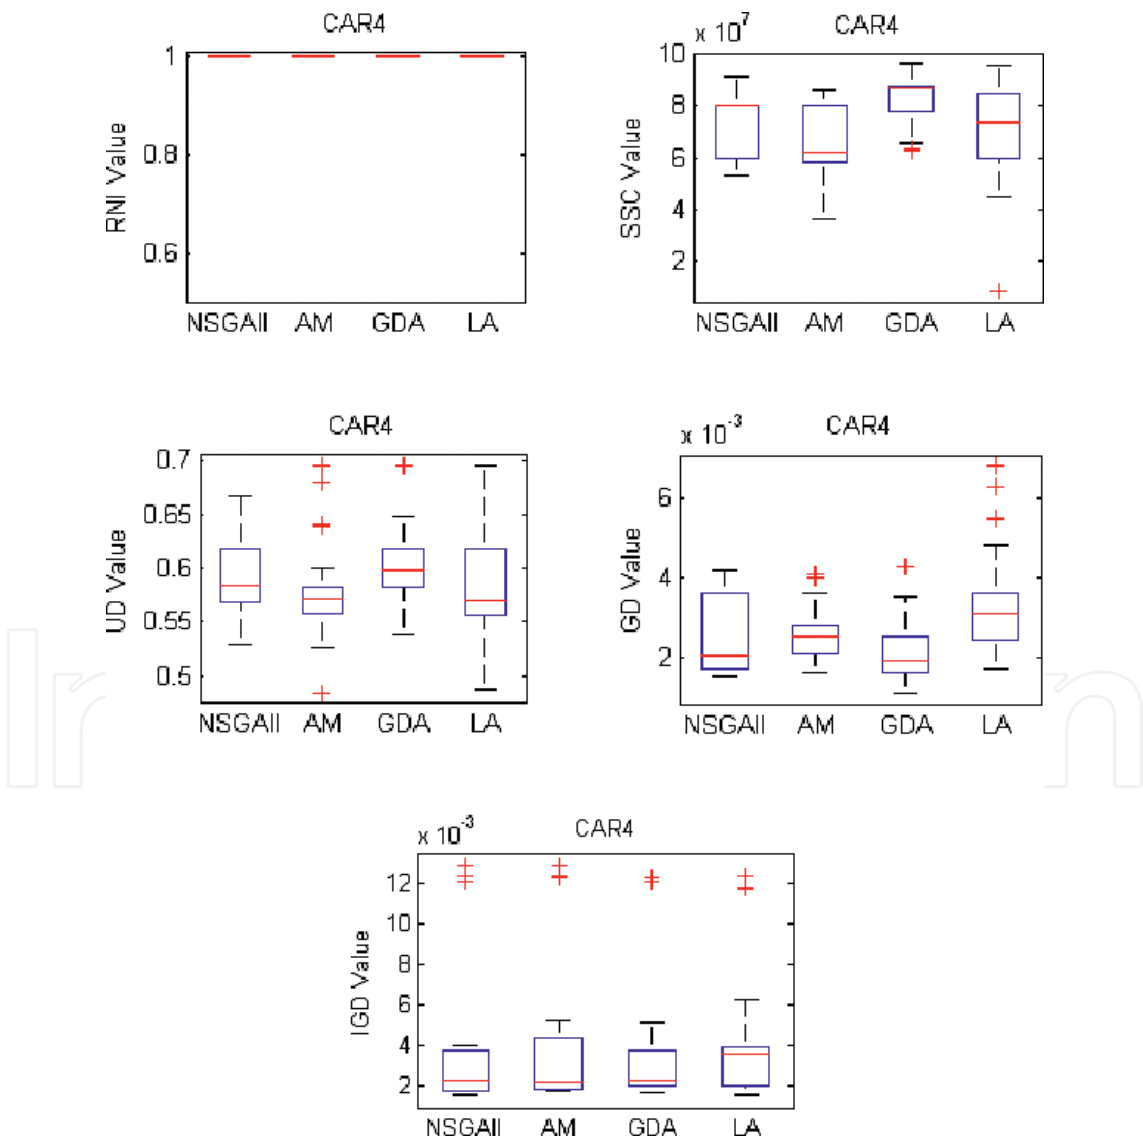 CAR4
1
0.8
0.6
RNI Value
NSGAII AM GDA LA
x 10^7 CAR4
10
8
6
4
2
SSC Value
NSGAII AM GDA LA
CAR4
0.7
0.65
0.6
0.55
0.5
UD Value
NSGAII AM GDA LA
x 10^-3 CAR4
6
4
2
GD Value
NSGAII AM GDA LA
x 10^-3 CAR4
12
10
8
6
4
2
IGD Value
NSGAII AM GDA LA